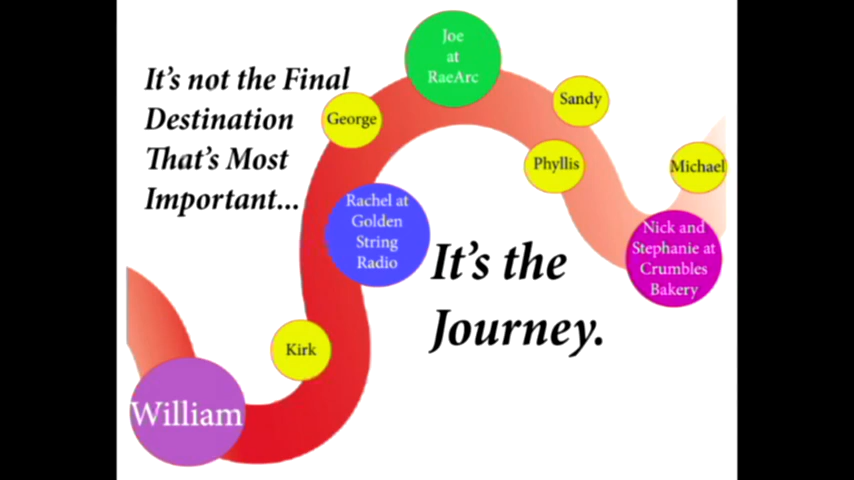 It's not the Final
Destination
That's Most
Important...
Joe
at
RaeArc
George
Sandy
Phyllis
Michael
Rachel at
Golden
String
Radio
Nick and
Stephanie at
Crumbles
Bakery
It's the
Journey.
Kirk
William